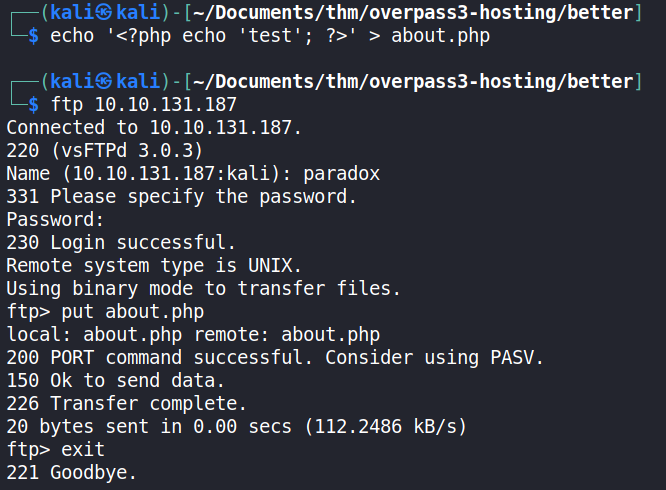 ┌──(kali㉿kali)-[~/Documents/thm/overpass3-hosting/better]
└─$ echo '<?php echo 'test'; ?>' > about.php
┌──(kali㉿kali)-[~/Documents/thm/overpass3-hosting/better]
└─$ ftp 10.10.131.187
Connected to 10.10.131.187.
220 (vsFTPd 3.0.3)
Name (10.10.131.187:kali): paradox
331 Please specify the password.
Password:
230 Login successful.
Remote system type is UNIX.
Using binary mode to transfer files.
ftp> put about.php
local: about.php remote: about.php
200 PORT command successful. Consider using PASV.
150 Ok to send data.
226 Transfer complete.
20 bytes sent in 0.00 secs (112.2486 kB/s)
ftp> exit
221 Goodbye.